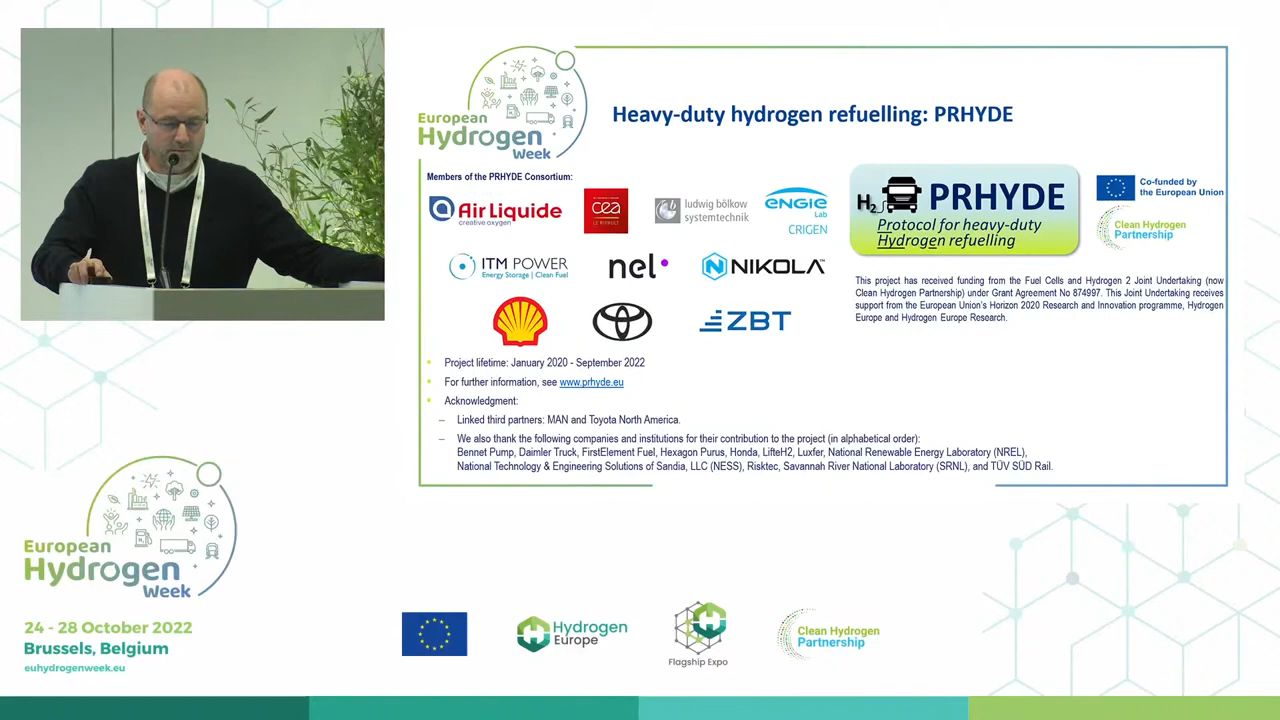 European
Hydrogen
Week
Heavy-duty hydrogen refuelling: PRHYDE
Members of the PRHYDE Consortium:
Air Liquide
creative oxygen
cea
ludwig bölkow
systemtechnik
ENGIE
Lab
CRIGEN
ITM POWER
Energy Storage | Clean Fuel
nel
NIKOLA™
ZBT
H2
PRHYDE
Protocol for heavy-duty
Hydrogen refuelling
Co-funded by
the European Union
Clean Hydrogen
Partnership
This project has received funding from the Fuel Cells and Hydrogen 2 Joint Undertaking (now
Clean Hydrogen Partnership) under Grant Agreement No 874997. This Joint Undertaking receives
support from the European Union's Horizon 2020 Research and Innovation programme, Hydrogen
Europe and Hydrogen Europe Research.
Project lifetime: January 2020 - September 2022
For further information, see www.prhyde.eu
Acknowledgment:
– Linked third partners: MAN and Toyota North America.
– We also thank the following companies and institutions for their contribution to the project (in alphabetical order):
Bennet Pump, Daimler Truck, FirstElement Fuel, Hexagon Purus, Honda, LifteH2, Luxfer, National Renewable Energy Laboratory (NREL),
National Technology & Engineering Solutions of Sandia, LLC (NESS), Risktec, Savannah River National Laboratory (SRNL), and TÜV SÜD Rail.
European
Hydrogen
Week
24 - 28 October 2022
Brussels, Belgium
euhydrogenweek.eu
Hydrogen
Europe
Flagship Expo
Clean Hydrogen
Partnership